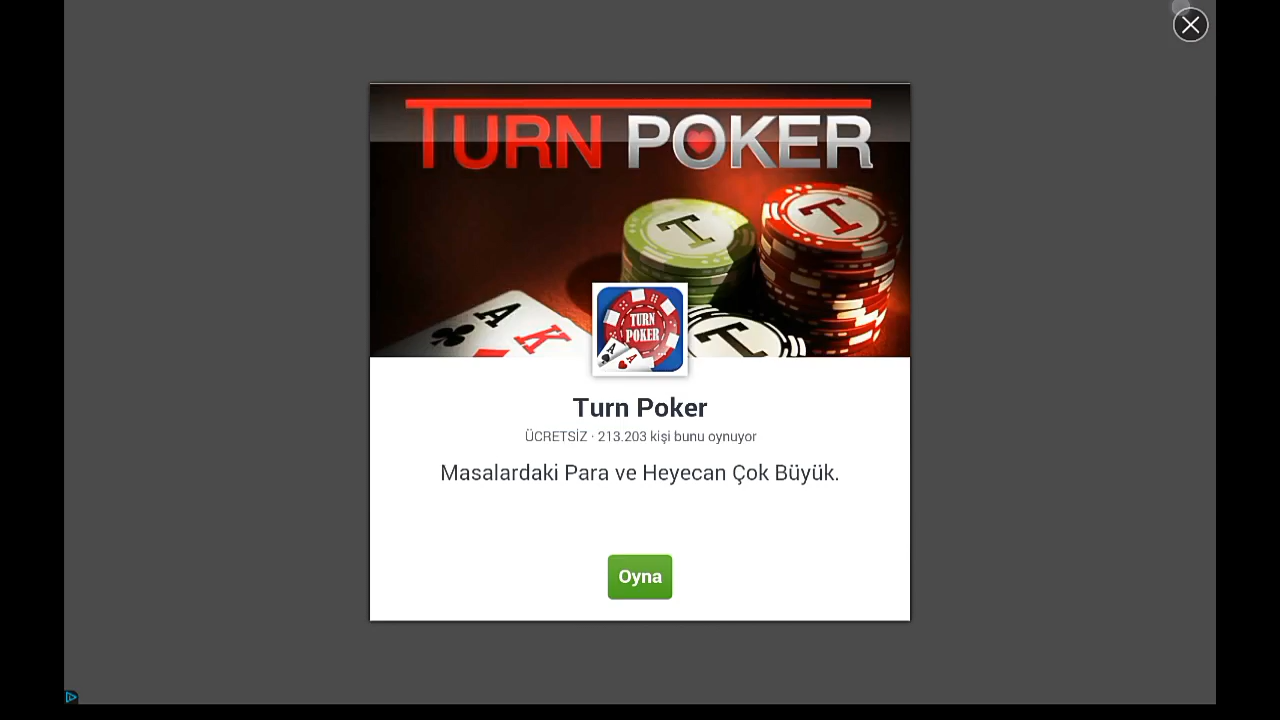 TURN POKER
T
T
A
K
T
TURN
POKER
A
A
Turn Poker
ÜCRETSİZ · 213.203 kişi bunu oynuyor
Masalardaki Para ve Heyecan Çok Büyük.
Oyna